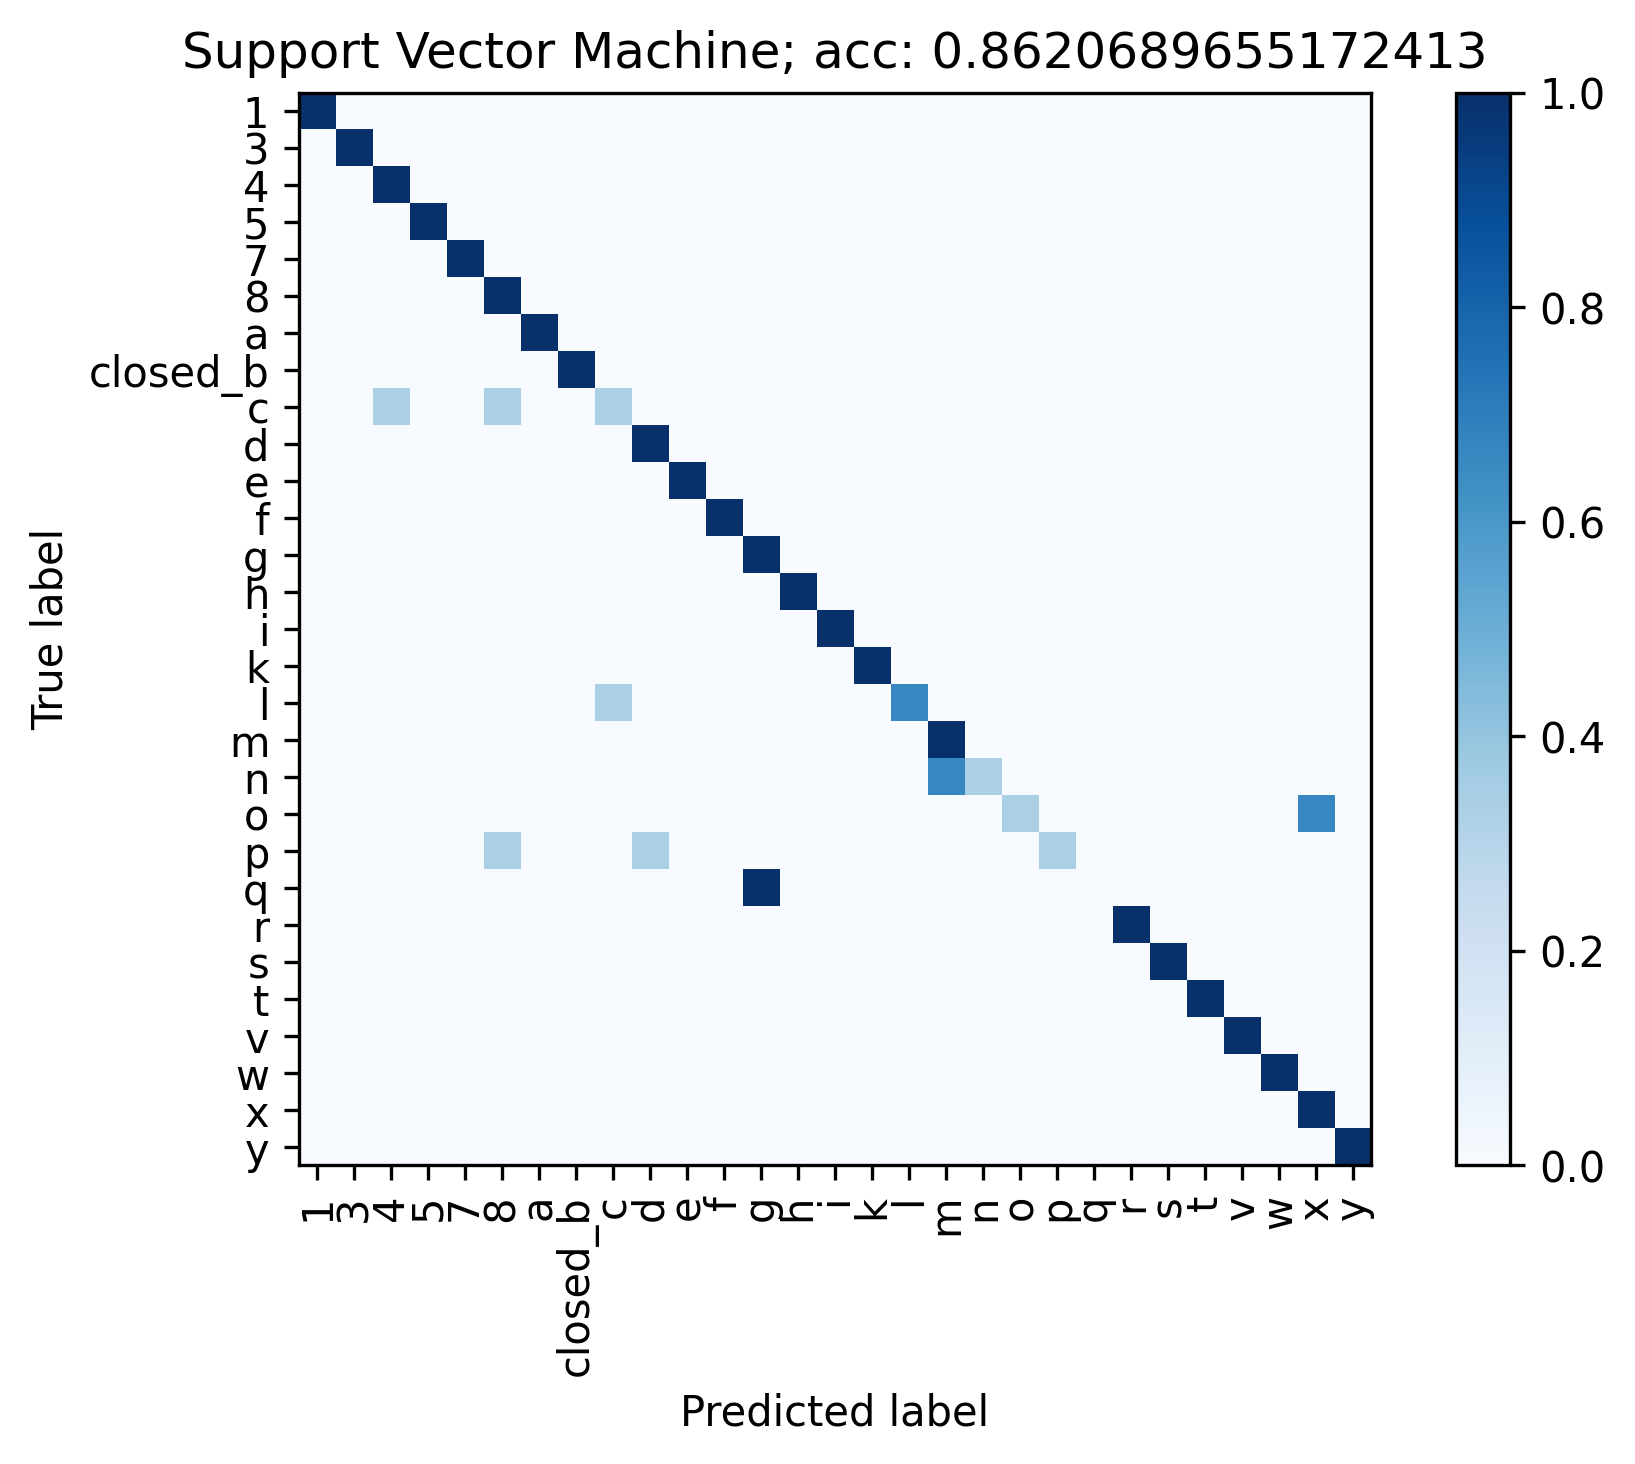 Support Vector Machine; acc: 0.8620689655172413
1
3
4
5
7
8
a
closed_b
c
d
e
f
g
h
i
k
l
m
n
o
p
q
r
s
t
v
w
x
y
True label
1 3 4 5 7 8 a closed_b c d e f g h i k l m n o p q r s t v w x y
Predicted label
1.0
0.8
0.6
0.4
0.2
0.0